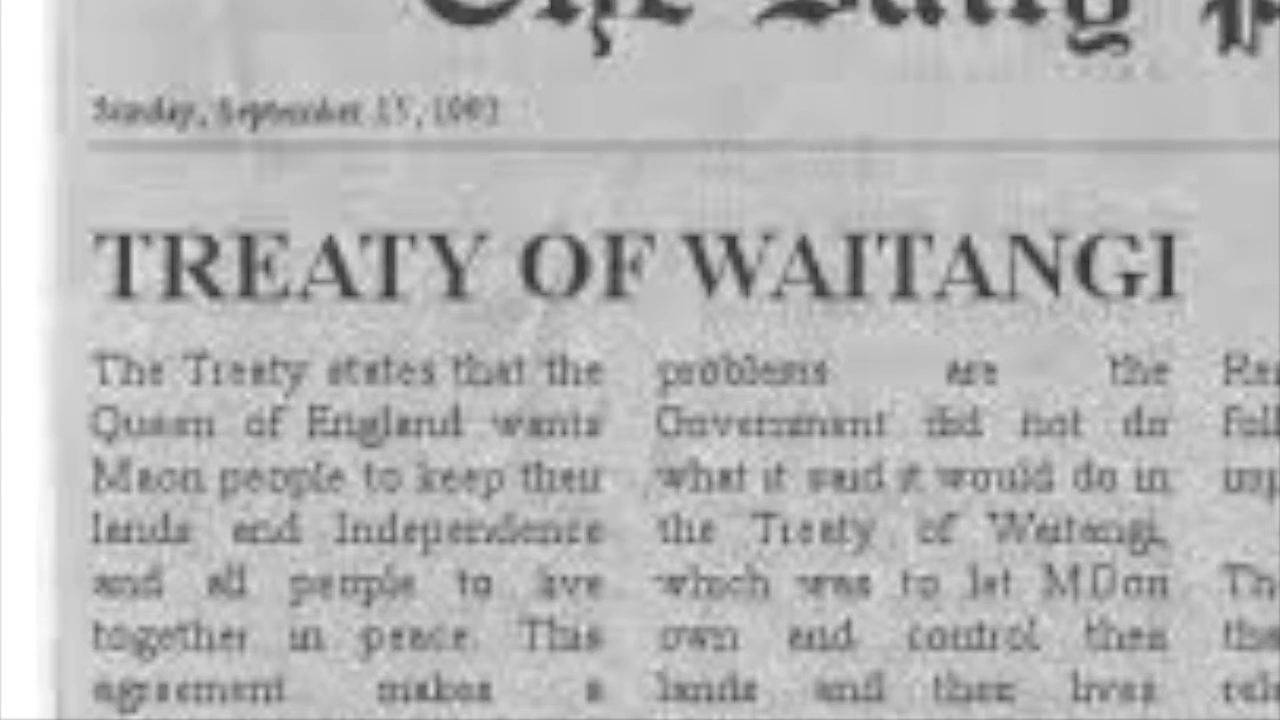 The Daily
Sunday, September
TREATY OF WAITANGI
The Treaty states that the
Queen of England wants
Maori people to keep their
lands and Independence
and all people to live
together in peace. This
agreement makes a
problems are the
Government did not do
what it said it would do in
the Treaty of Waitangi,
which was to let
own and control their
lands and their lives